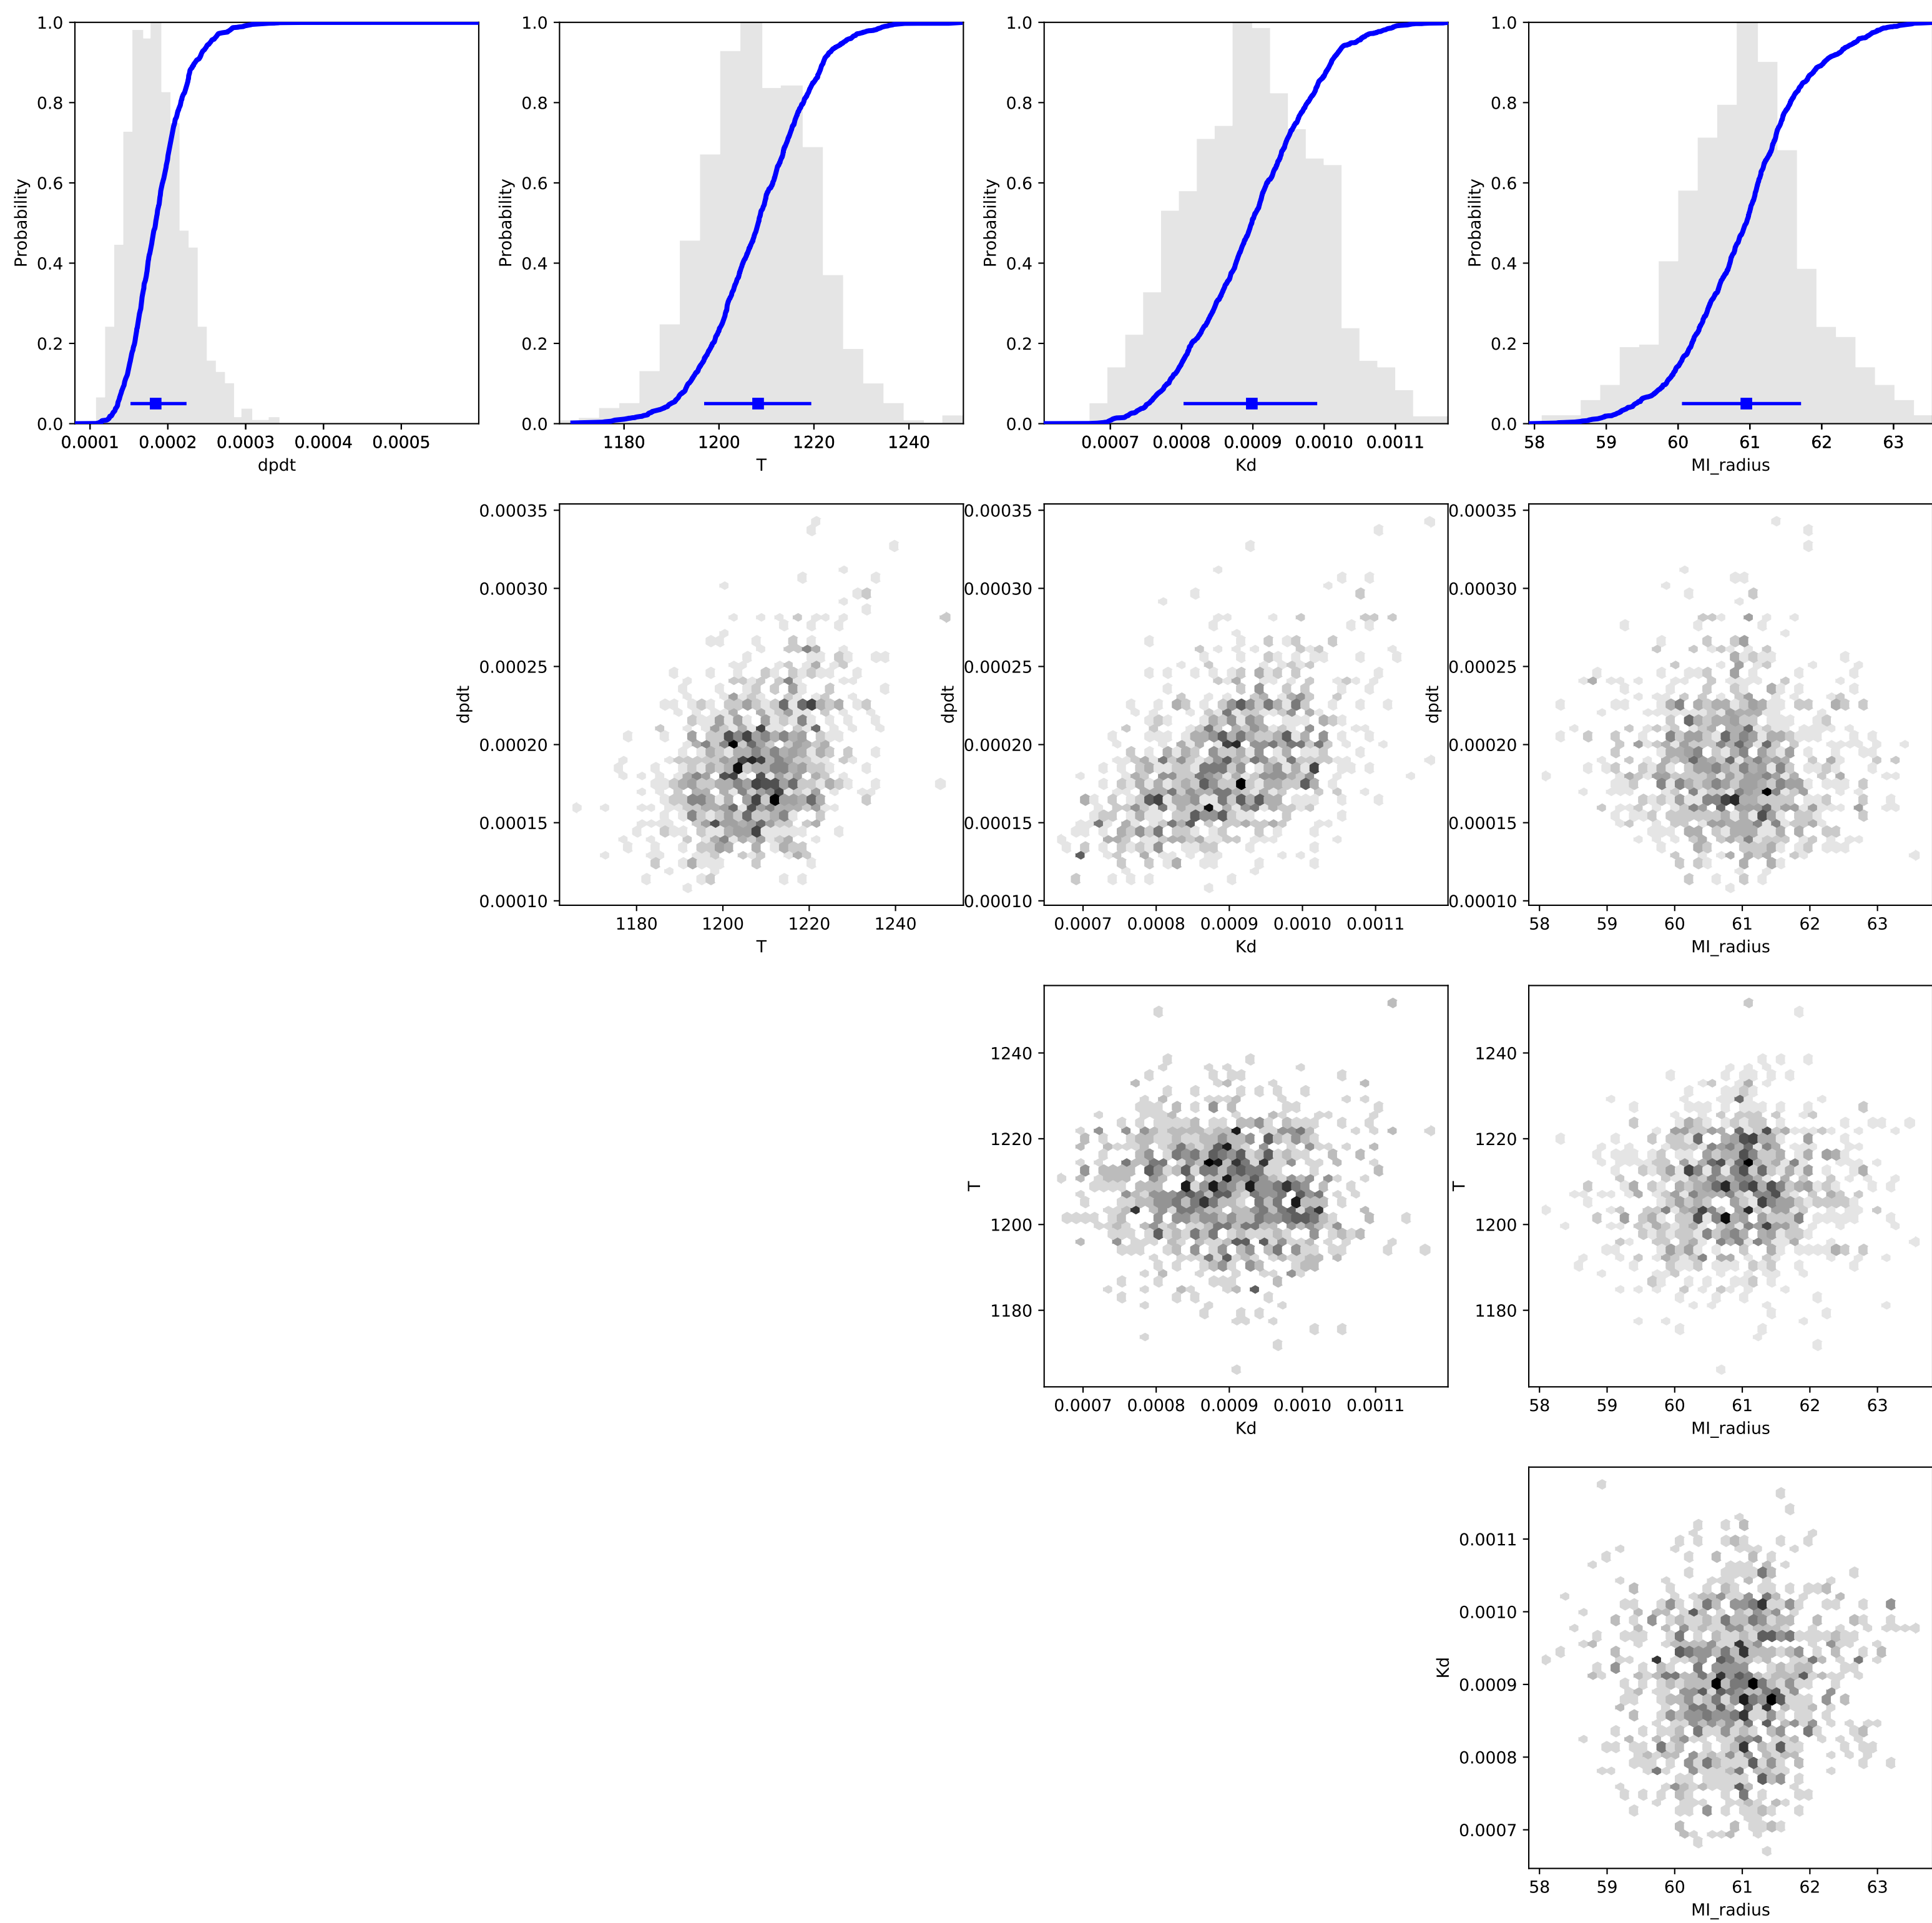 1.0 1.0 1.0 1.0
0.8 0.8 0.8 0.8
0.6 0.6 0.6 0.6
Probability Probability Probability Probability
0.4 0.4 0.4 0.4
0.2 0.2 0.2 0.2
0.0 0.0 0.0 0.0
0.0001 0.0002 0.0003 0.0004 0.0005 1180 1200 1220 1240 0.0007 0.0008 0.0009 0.0010 0.0011 58 59 60 61 62 63
dpdt T Kd MI_radius
0.00035 0.00035 0.00035
0.00030 0.00030 0.00030
0.00025 0.00025 0.00025
dpdt dpdt dpdt
0.00020 0.00020 0.00020
0.00015 0.00015 0.00015
0.00010 0.00010 0.00010
1180 1200 1220 1240 0.0007 0.0008 0.0009 0.0010 0.0011 58 59 60 61 62 63
T Kd MI_radius
1240 1240
1220 1220
T T
1200 1200
1180 1180
0.0007 0.0008 0.0009 0.0010 0.0011 58 59 60 61 62 63
Kd MI_radius
0.0011
0.0010
Kd
0.0009
0.0008
0.0007
58 59 60 61 62 63
MI_radius